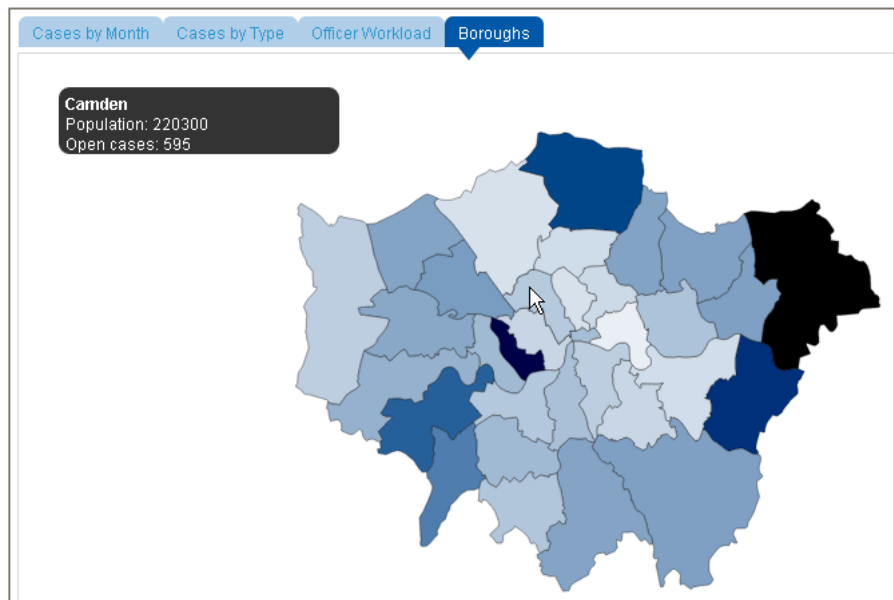 Cases by Month Cases by Type Officer Workload Boroughs
Camden
Population: 220300
Open cases: 595